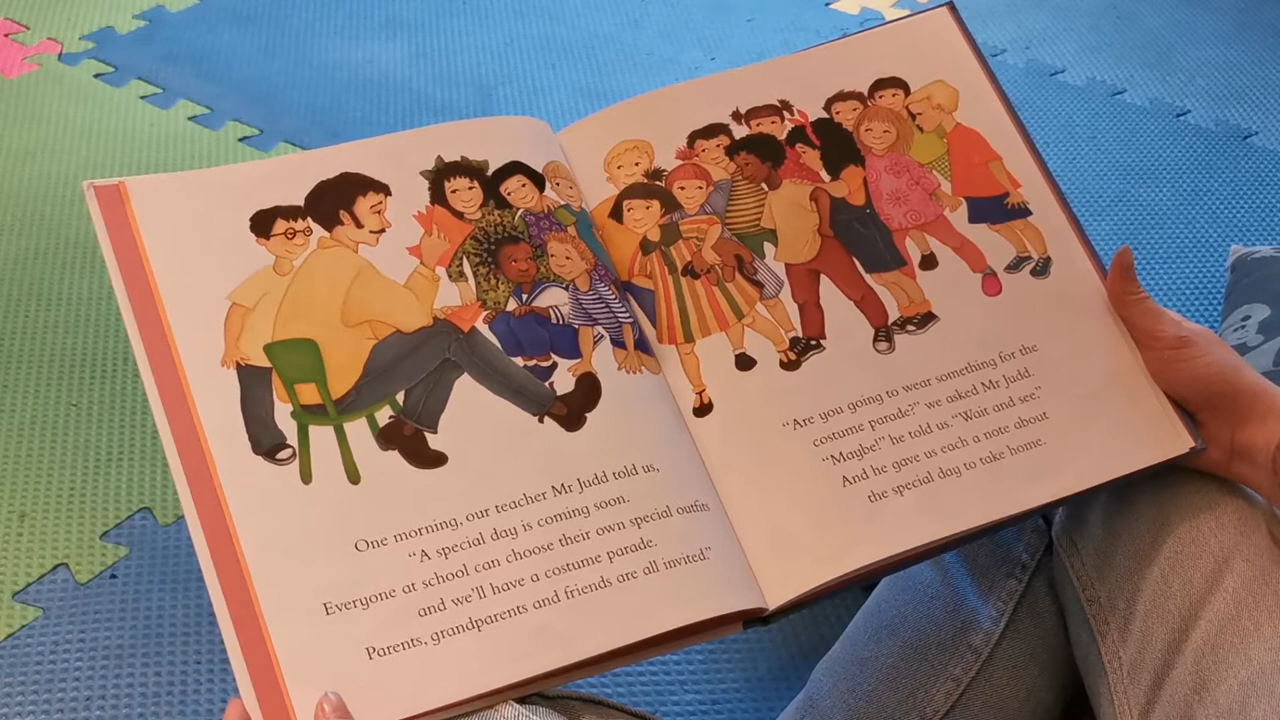 One morning, our teacher Mr Judd told us,
“A special day is coming soon.
Everyone at school can choose their own special outfits
and we’ll have a costume parade.
Parents, grandparents and friends are all invited.”
“Are you going to wear something for the
costume parade?” we asked Mr Judd.
“Maybe!” he told us. “Wait and see.”
And he gave us each a note about
the special day to take home.